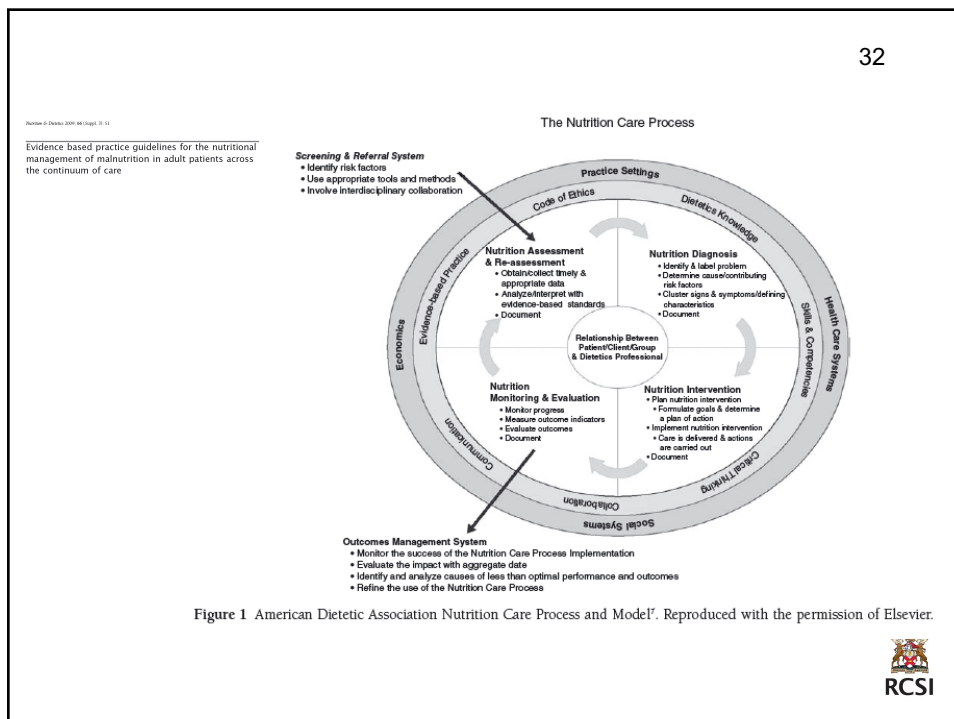 32
Nutrition & Dietetics 2009; 66 (Suppl. 3): S1
Evidence based practice guidelines for the nutritional
management of malnutrition in adult patients across
the continuum of care
The Nutrition Care Process
Screening & Referral System
• Identify risk factors
• Use appropriate tools and methods
• Involve interdisciplinary collaboration
Practice Settings
Code of Ethics
Dietetics Knowledge
Evidence-based Practice
Economics
Health Care Systems
Skills & Competencies
Nutrition Assessment
& Re-assessment
• Obtain/collect timely &
appropriate data
• Analyze/interpret with
evidence-based standards
• Document
Nutrition Diagnosis
• Identify & label problem
• Determine cause/contributing
risk factors
• Cluster signs & symptoms/defining
characteristics
• Document
Relationship Between
Patient/Client/Group
& Dietetics Professional
Nutrition
Monitoring & Evaluation
• Monitor progress
• Measure outcome indicators
• Evaluate outcomes
• Document
Nutrition Intervention
• Plan nutrition intervention
• Formulate goals & determine
a plan of action
• Implement nutrition intervention
• Care is delivered & actions
are carried out
• Document
Communication
Critical Thinking
Collaboration
Social Systems
Outcomes Management System
• Monitor the success of the Nutrition Care Process Implementation
• Evaluate the impact with aggregate date
• Identify and analyze causes of less than optimal performance and outcomes
• Refine the use of the Nutrition Care Process
Figure 1 American Dietetic Association Nutrition Care Process and Model⁷. Reproduced with the permission of Elsevier.
RCSI